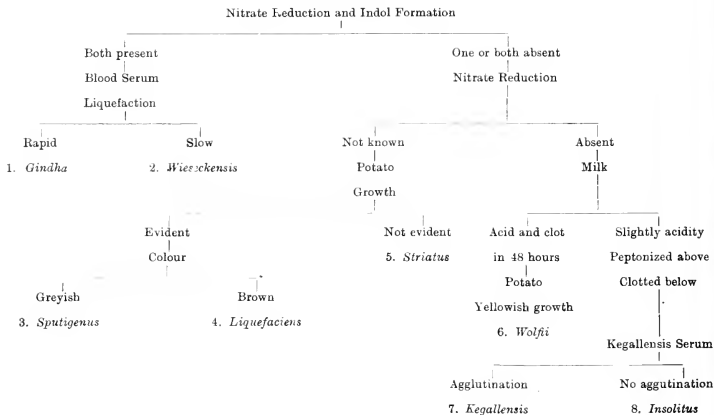 Nitrate Reduction and Indol Formation
Both present One or both absent
Blood Serum Nitrate Reduction
Liquefaction
Rapid Slow Not known Absent
1. Gindha 2. Potato Milk
Growth
Evident Not evident Acid and clot Slightly acidity
Colour 5. Striatus in 48 hours Peptonized above
Greyish Brown Potato Clotted below
3. Sputigenus 4. Liquefaciens Yellowish growth
6. Wolfii
Kegallensis Serum
Agglutination No aggutination
7. Kegallensis 8. Insolitus